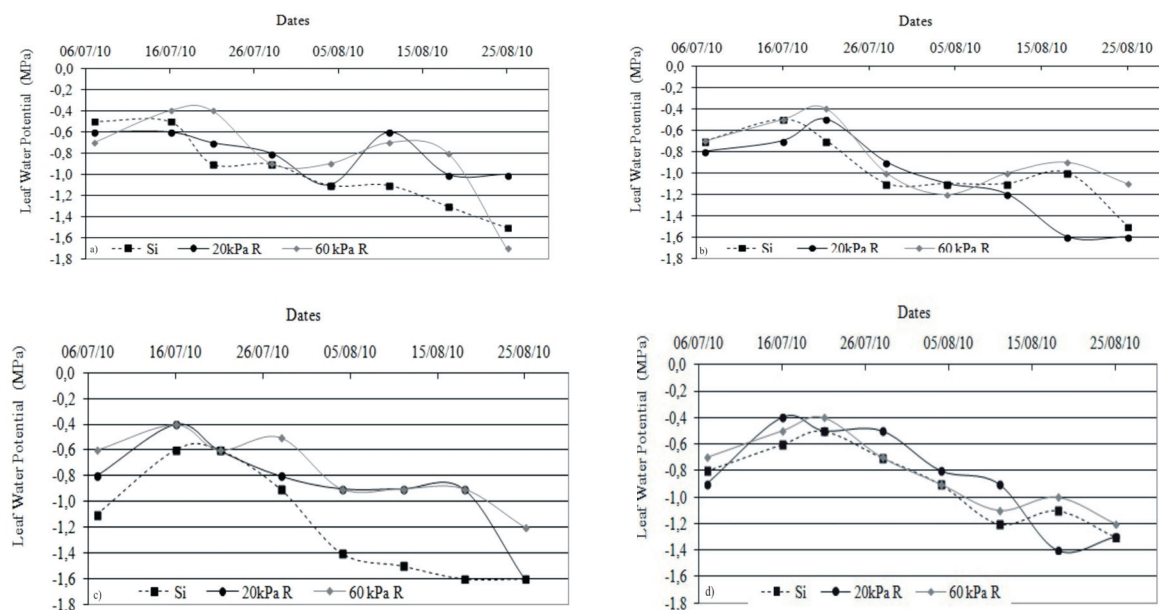 Dates
06/07/10 16/07/10 26/07/10 05/08/10 15/08/10 25/08/10
Leaf Water Potential (MPa)
0,0
-0,2
-0,4
-0,6
-0,8
-1,0
-1,2
-1,4
-1,6
-1,8
a) Si 20kPa R 60 kPa R
Dates
06/07/10 16/07/10 26/07/10 05/08/10 15/08/10 25/08/10
Leaf Water Potential (MPa)
0,0
-0,2
-0,4
-0,6
-0,8
-1,0
-1,2
-1,4
-1,6
-1,8
b) Si 20kPa R 60 kPa R
Dates
06/07/10 16/07/10 26/07/10 05/08/10 15/08/10 25/08/10
Leaf Water Potential (MPa)
0,0
-0,2
-0,4
-0,6
-0,8
-1,0
-1,2
-1,4
-1,6
-1,8
c) Si 20kPa R 60 kPa R
Dates
06/07/10 16/07/10 26/07/10 05/08/10 15/08/10 25/08/10
Leaf Water Potential (MPa)
0,0
-0,2
-0,4
-0,6
-0,8
-1,0
-1,2
-1,4
-1,6
-1,8
d) Si 20kPa R 60 kPa R